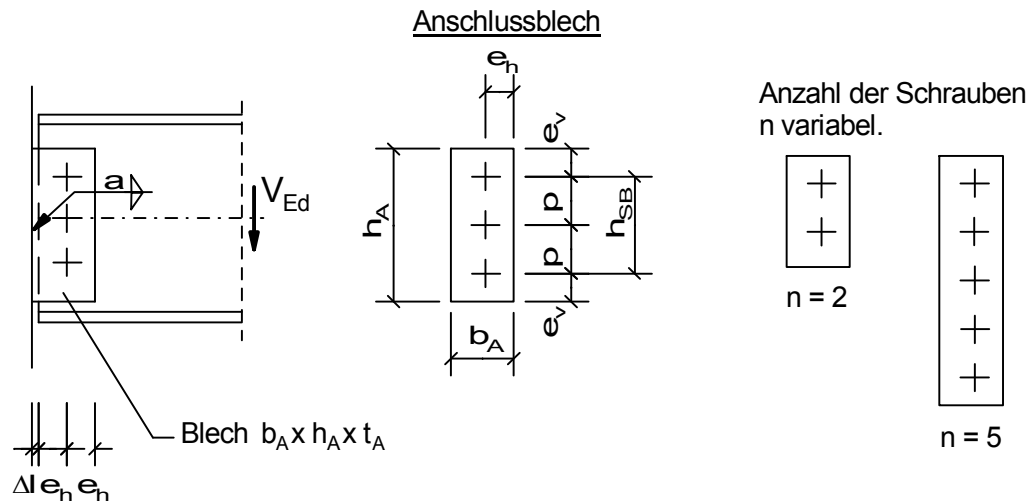 Anschlussblech
e_h
Anzahl der Schrauben
n variabel.
a
V_Ed
h_A
e_v
p
p
e_v
h_SB
b_A
n = 2
n = 5
Blech b_A x h_A x t_A
Δl e_h e_h